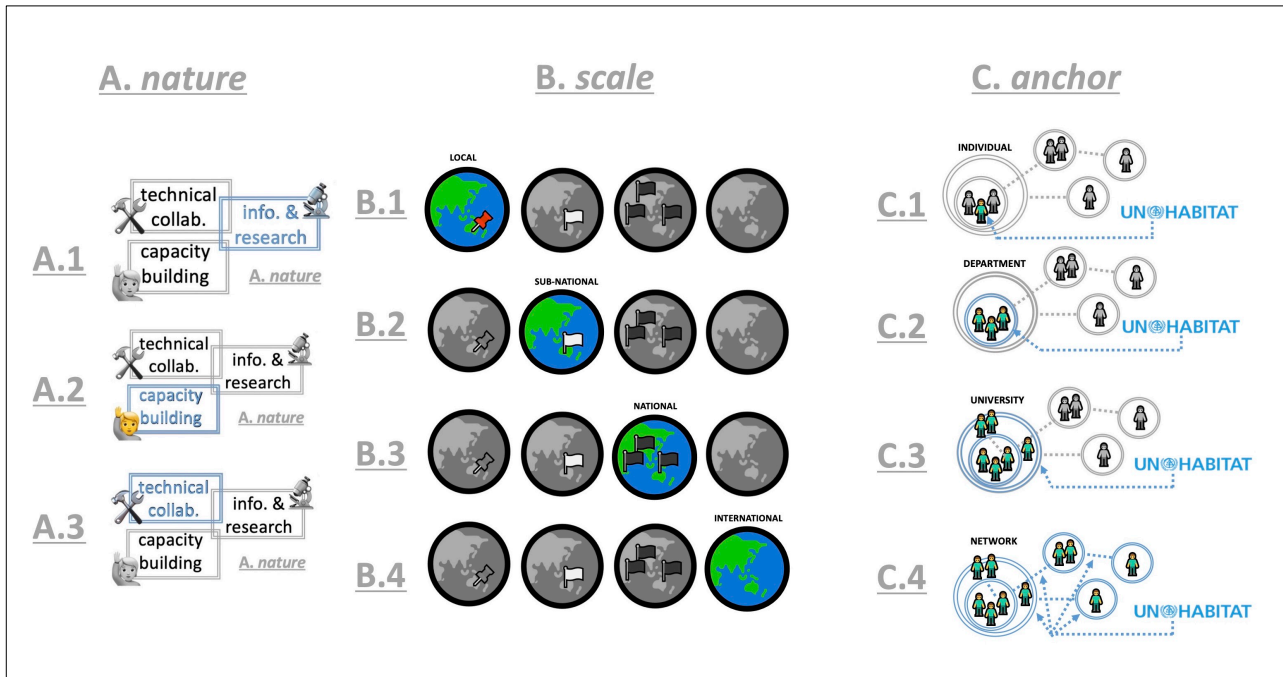 A. nature
A.1
technical
collab.
info. &
research
capacity
building
A. nature
A.2
technical
collab.
info. &
research
capacity
building
A. nature
A.3
technical
collab.
info. &
research
capacity
building
A. nature
B. scale
LOCAL
B.1
SUB-NATIONAL
B.2
NATIONAL
B.3
INTERNATIONAL
B.4
C. anchor
INDIVIDUAL
C.1
UN HABITAT
DEPARTMENT
C.2
UN HABITAT
UNIVERSITY
C.3
UN HABITAT
NETWORK
C.4
UN HABITAT